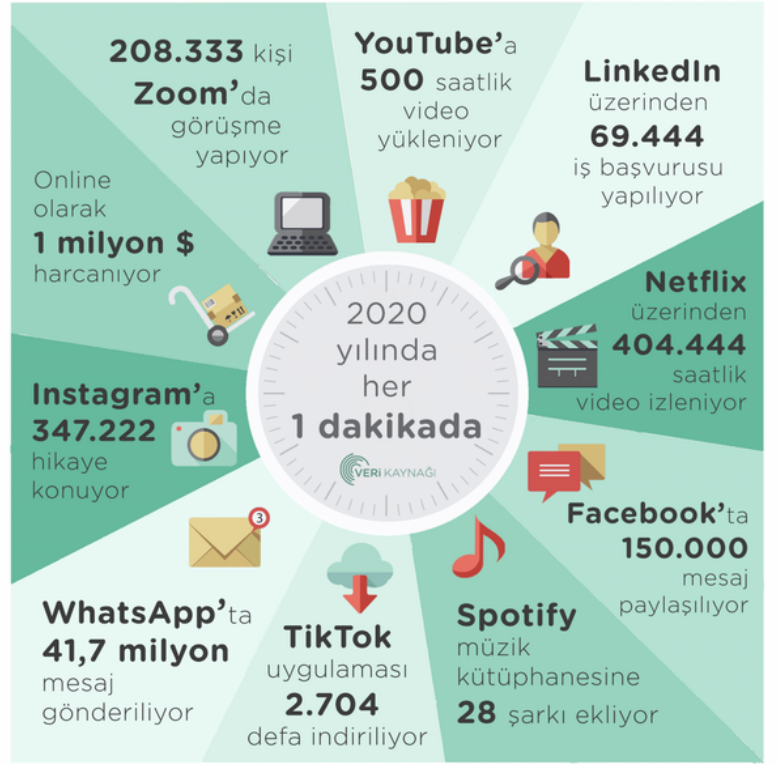 208.333 kişi
Zoom'da
görüşme
yapıyor
YouTube'a
500 saatlik
video
yükleniyor
LinkedIn
üzerinden
69.444
iş başvurusu
yapılıyor
Netflix
üzerinden
404.444
saatlik
video izleniyor
Facebook'ta
150.000
mesaj
paylaşılıyor
Spotify
müzik
kütüphanesine
28 şarkı ekliyor
TikTok
uygulaması
2.704
defa indiriliyor
WhatsApp'ta
41,7 milyon
mesaj
gönderiliyor
3
Instagram'a
347.222
hikaye
konuyor
Online
olarak
1 milyon $
harcanıyor
2020
yılında
her
1 dakikada
VERi KAYNAĞI